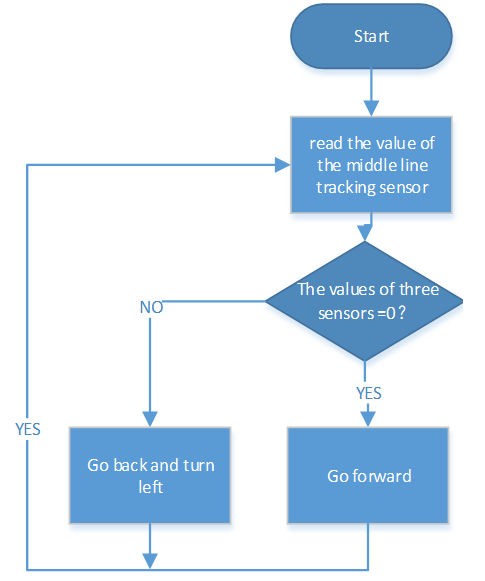 Start
read the value of
the middle line
tracking sensor
The values of three
sensors =0 ?
NO
YES
YES
Go back and turn
left
Go forward